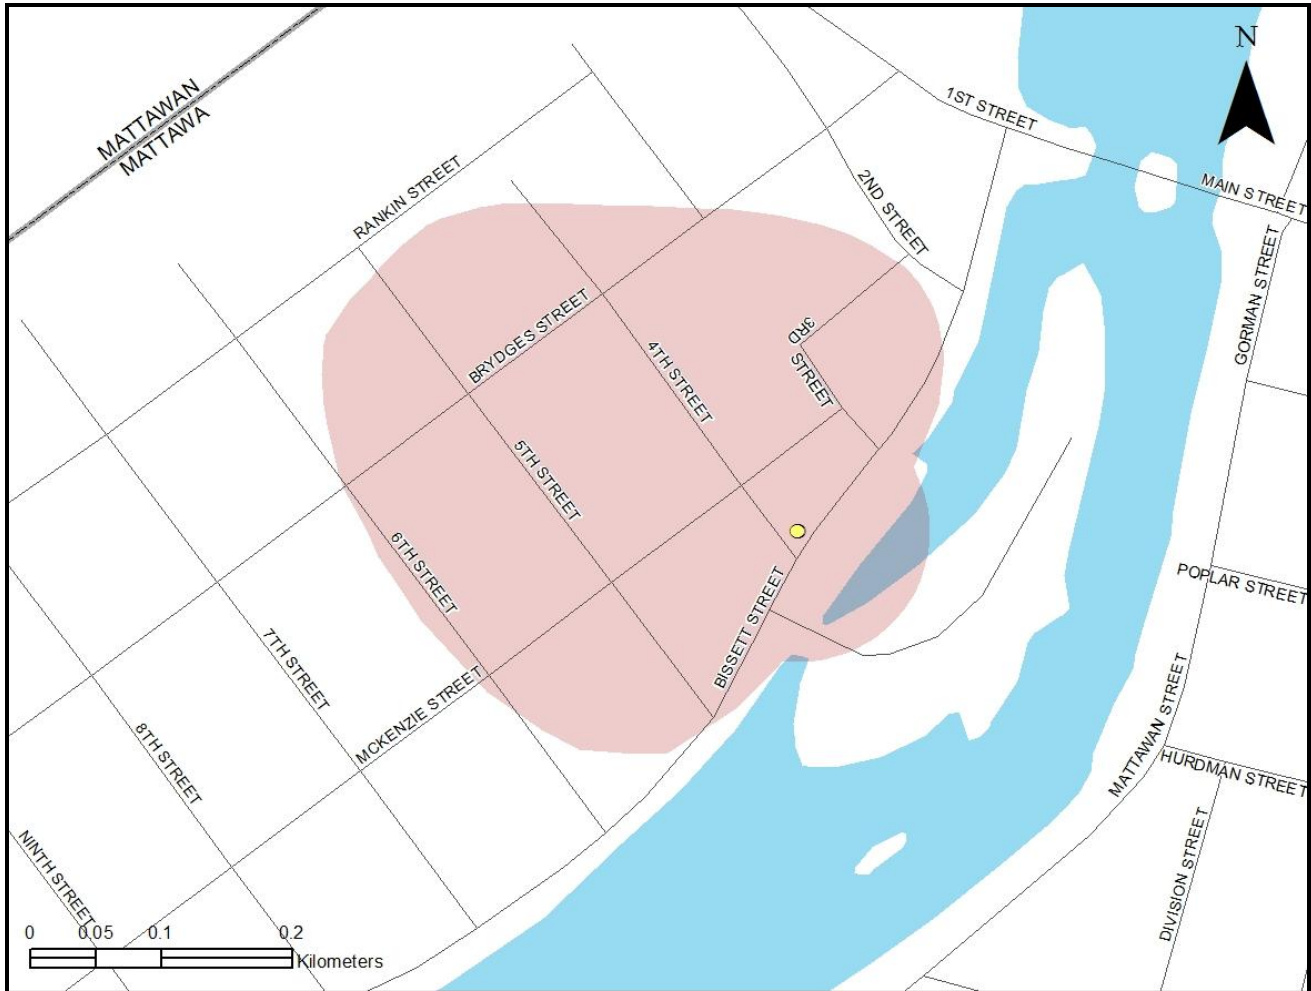 N
MATTAWAN
MATTAWA
1ST STREET
MAIN STREET
RANKIN STREET
2ND STREET
GORMAN STREET
BRYDGES STREET
3RD
STREET
4TH STREET
5TH STREET
6TH STREET
BISSETT STREET
POPLAR STREET
7TH STREET
MCKENZIE STREET
MATTAWAN STREET
8TH STREET
HURDMAN STREET
NINTH STREET
DIVISION STREET
0 0.05 0.1 0.2
Kilometers